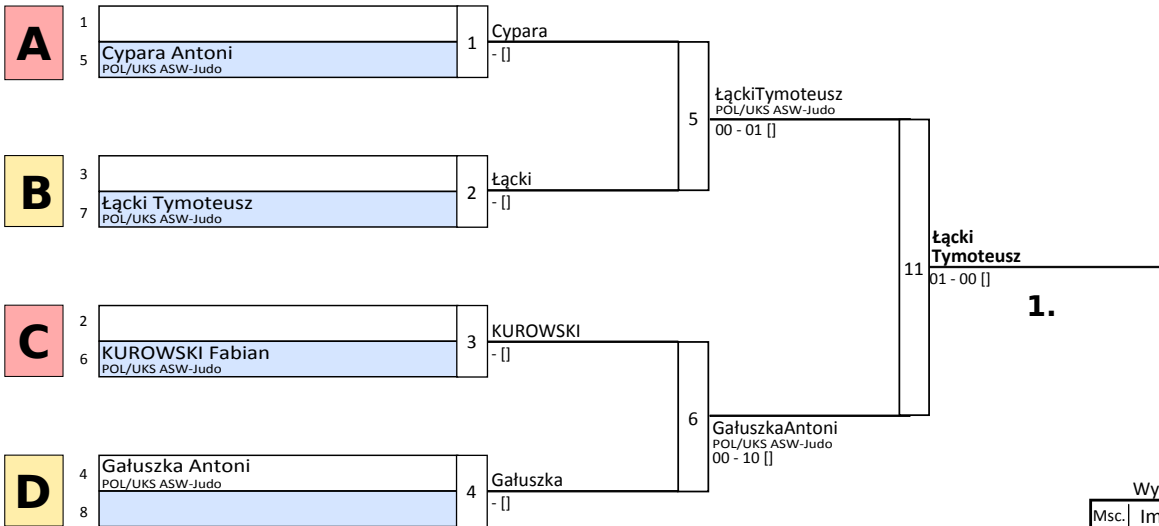 A
1
5
Cypara Antoni
POL/UKS ASW-Judo
1
Cypara
- []
B
3
7
Łącki Tymoteusz
POL/UKS ASW-Judo
2
Łącki
- []
5
ŁąckiTymoteusz
POL/UKS ASW-Judo
00 - 01 []
C
2
6
KUROWSKI Fabian
POL/UKS ASW-Judo
3
KUROWSKI
- []
D
4
Gałuszka Antoni
POL/UKS ASW-Judo
8
4
Gałuszka
- []
6
GałuszkaAntoni
POL/UKS ASW-Judo
00 - 10 []
11
Łącki
Tymoteusz
01 - 00 []
1.
Wy
Msc. Im